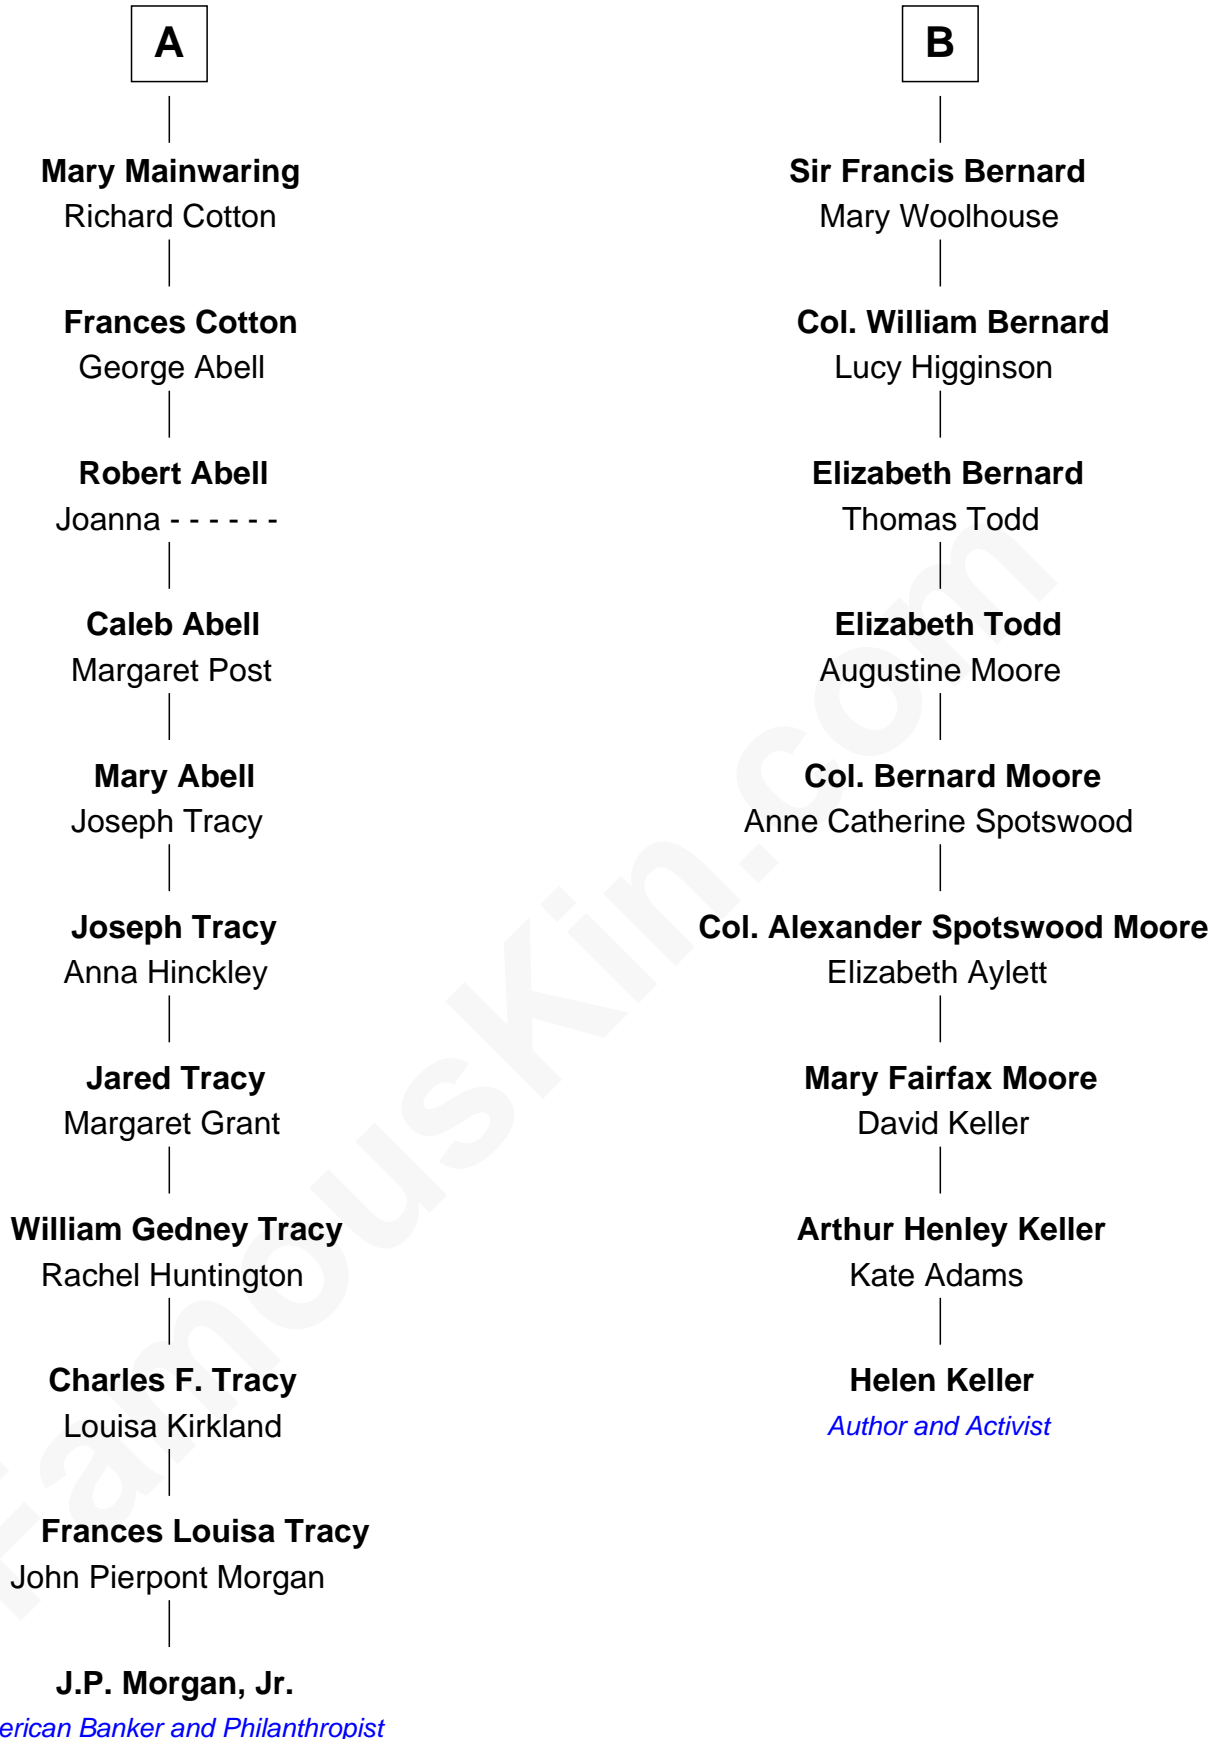 A
Mary Mainwaring
Richard Cotton
Frances Cotton
George Abell
Robert Abell
Joanna - - - - - -
Caleb Abell
Margaret Post
Mary Abell
Joseph Tracy
Joseph Tracy
Anna Hinckley
Jared Tracy
Margaret Grant
William Gedney Tracy
Rachel Huntington
Charles F. Tracy
Louisa Kirkland
Frances Louisa Tracy
John Pierpont Morgan
J.P. Morgan, Jr.
erican Banker and Philanthropist
B
Sir Francis Bernard
Mary Woolhouse
Col. William Bernard
Lucy Higginson
Elizabeth Bernard
Thomas Todd
Elizabeth Todd
Augustine Moore
Col. Bernard Moore
Anne Catherine Spotswood
Col. Alexander Spotswood Moore
Elizabeth Aylett
Mary Fairfax Moore
David Keller
Arthur Henley Keller
Kate Adams
Helen Keller
Author and Activist
FamousKin.com